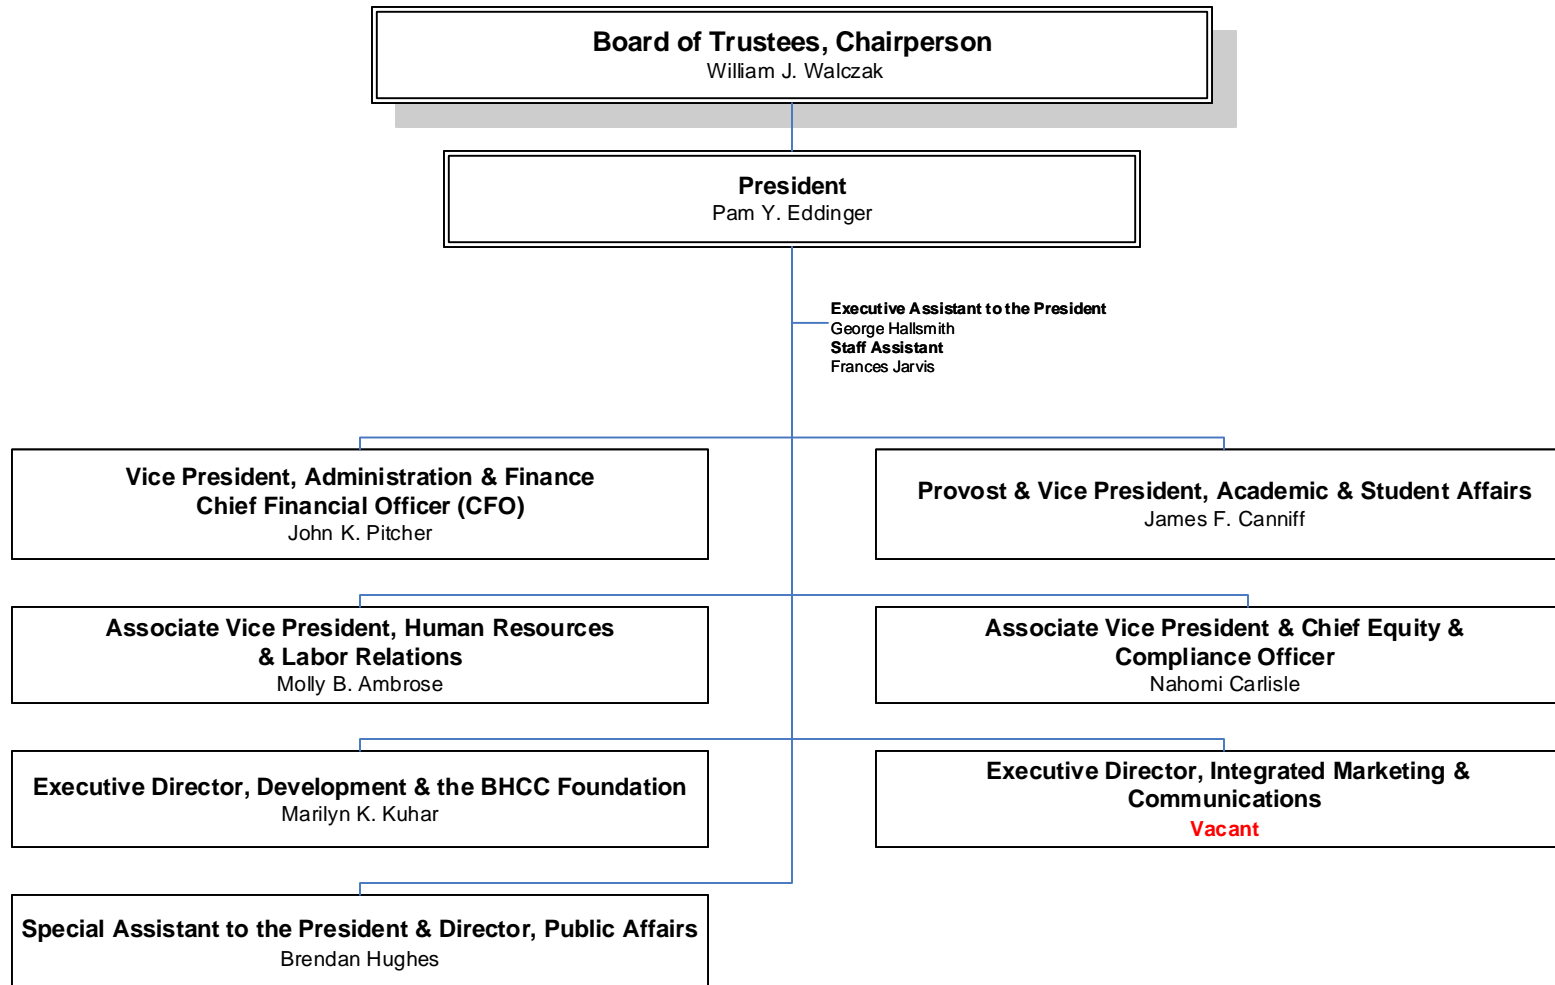 Board of Trustees, Chairperson
William J. Walczak
President
Pam Y. Eddinger
Executive Assistant to the President
George Hallsmith
Staff Assistant
Frances Jarvis
Vice President, Administration & Finance
Chief Financial Officer (CFO)
John K. Pitcher
Provost & Vice President, Academic & Student Affairs
James F. Canniff
Associate Vice President, Human Resources
& Labor Relations
Molly B. Ambrose
Associate Vice President & Chief Equity &
Compliance Officer
Nahomi Carlisle
Executive Director, Development & the BHCC Foundation
Marilyn K. Kuhar
Executive Director, Integrated Marketing &
Communications
Vacant
Special Assistant to the President & Director, Public Affairs
Brendan Hughes